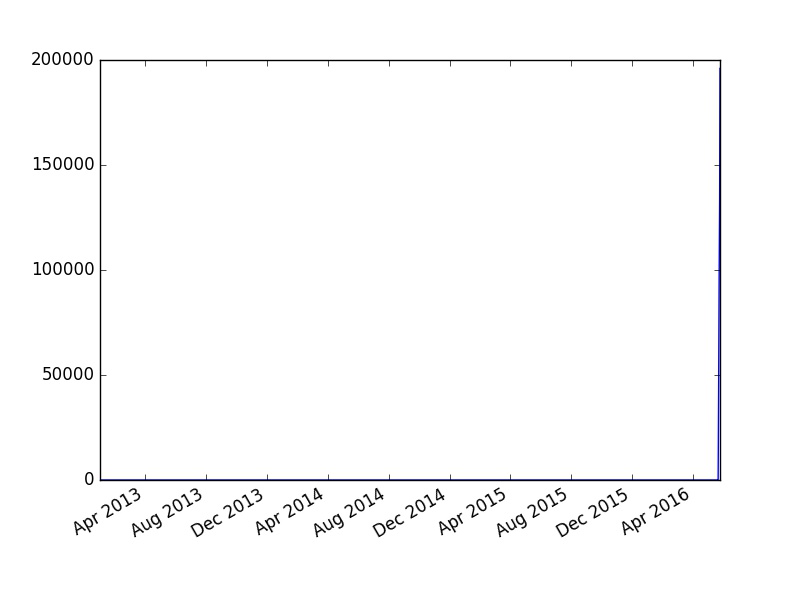 200000
150000
100000
50000
0
Apr 2013
Aug 2013
Dec 2013
Apr 2014
Aug 2014
Dec 2014
Apr 2015
Aug 2015
Dec 2015
Apr 2016